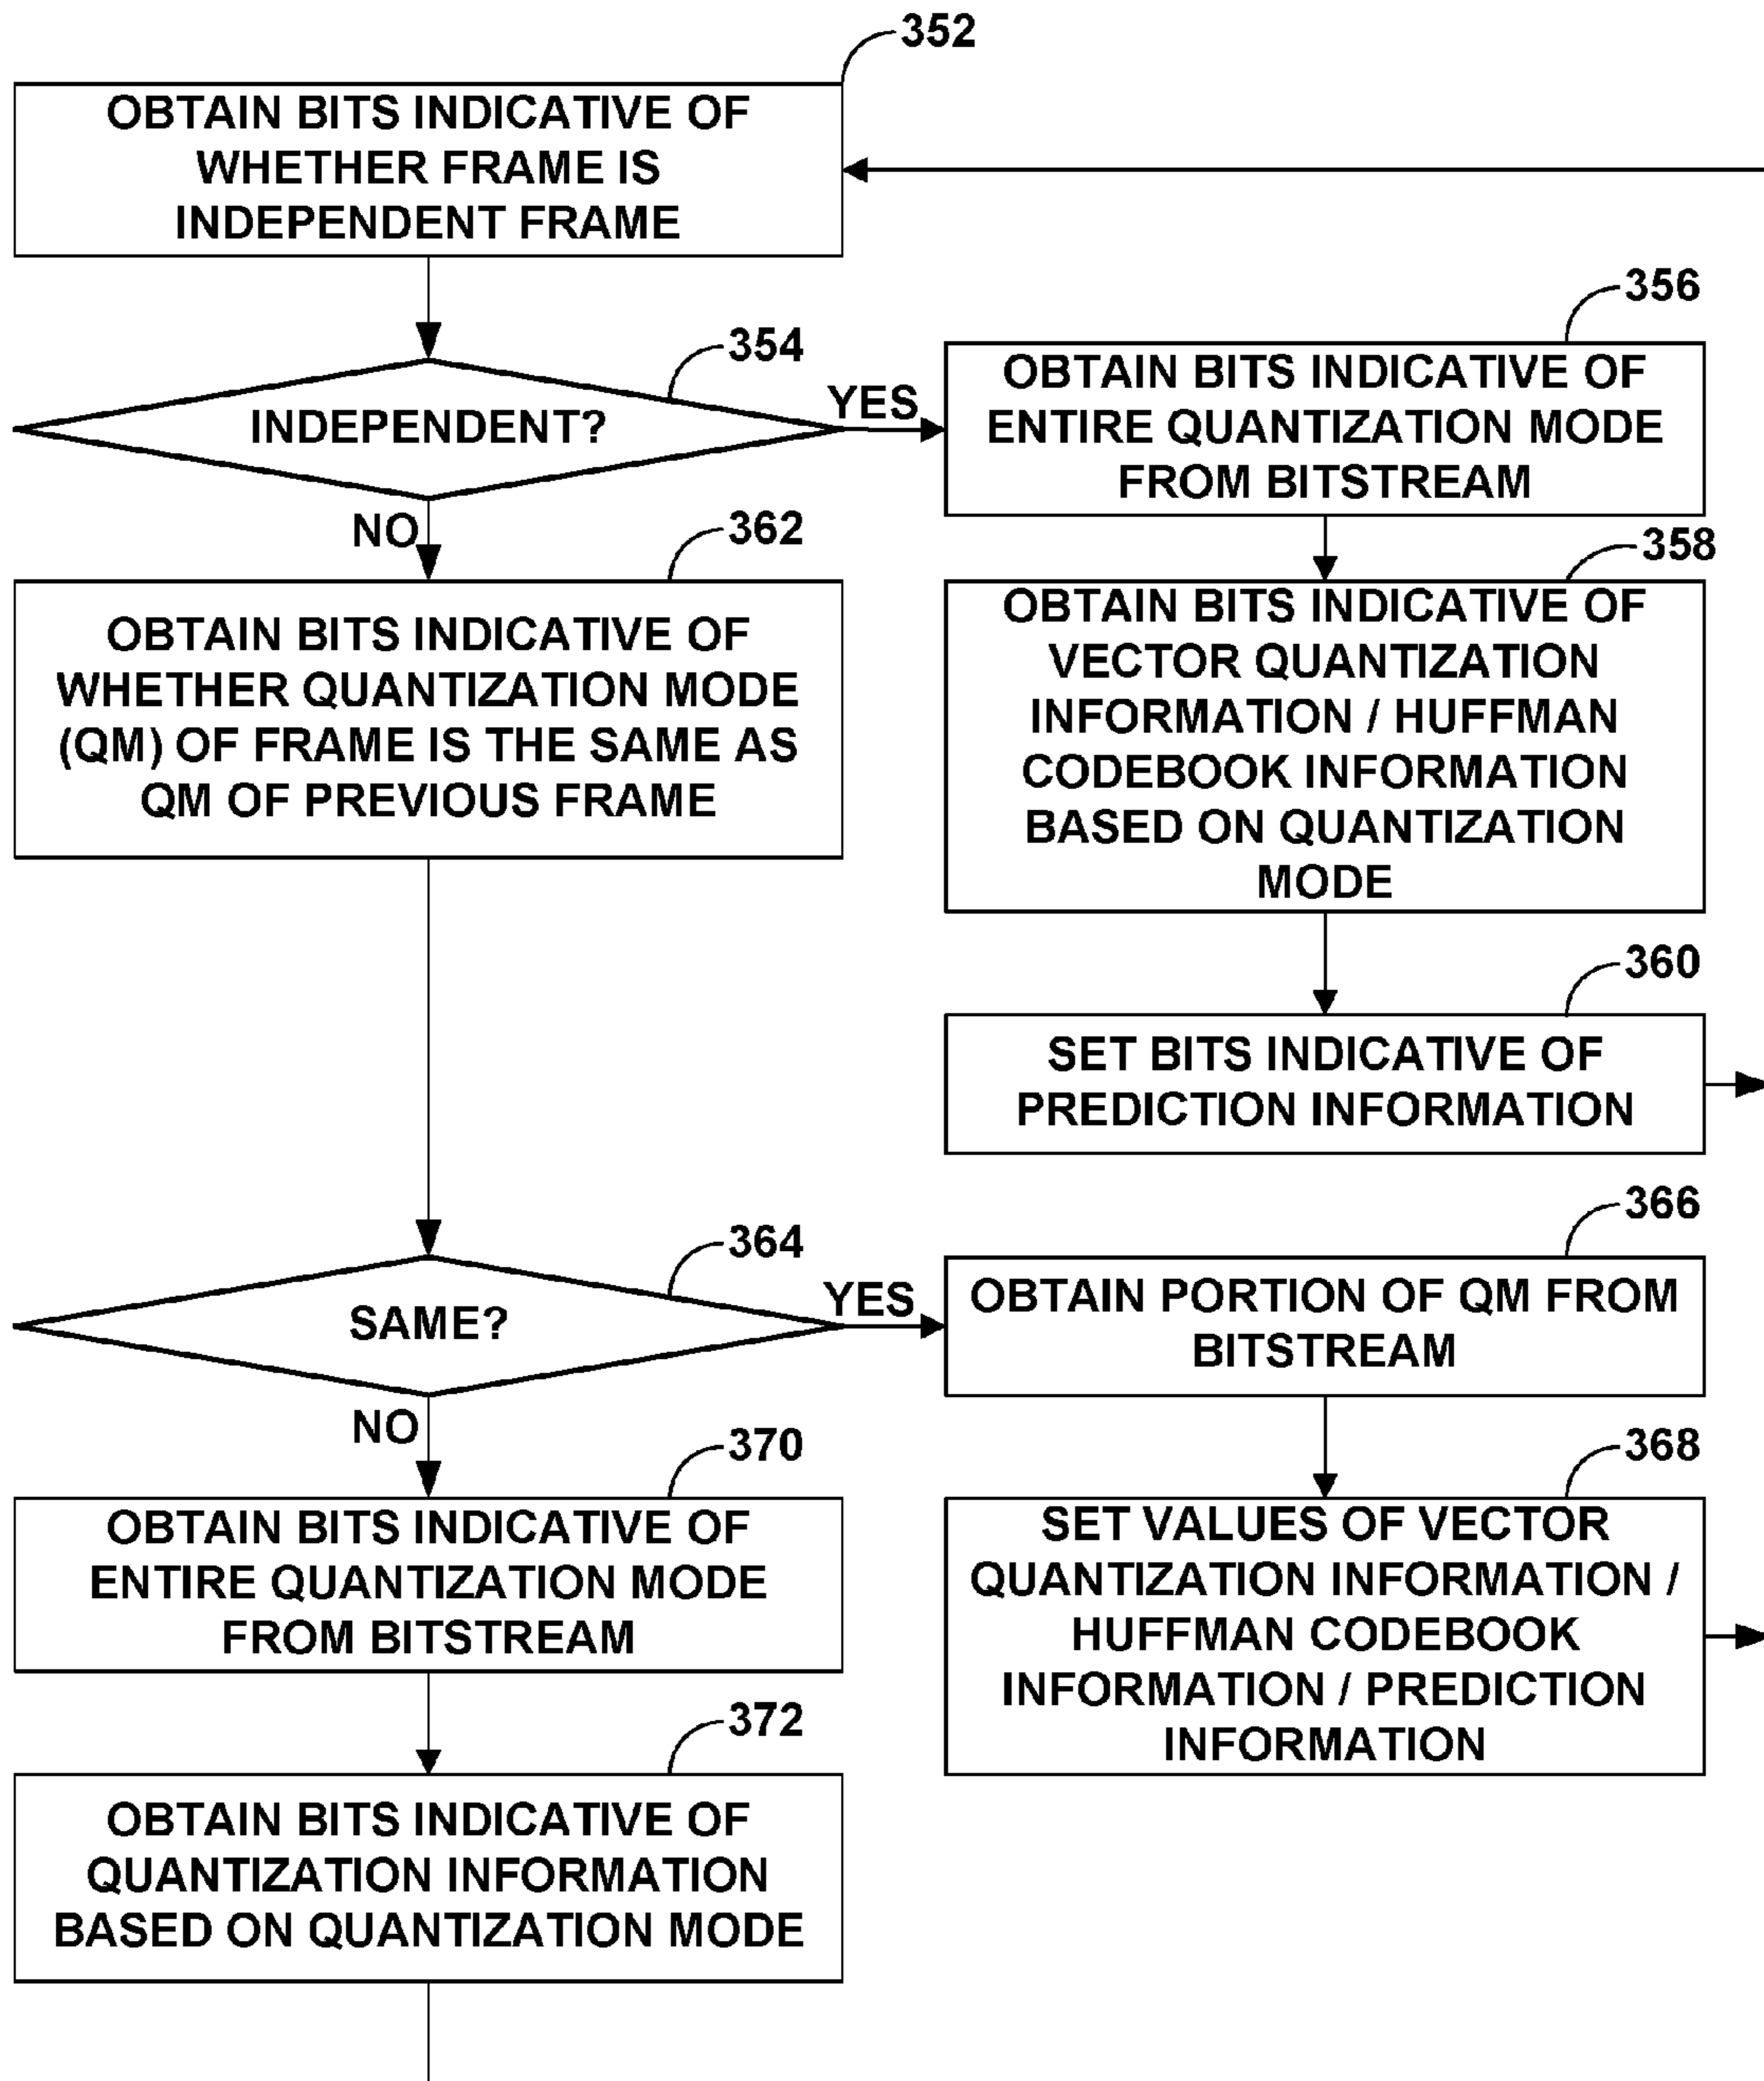 352
OBTAIN BITS INDICATIVE OF
WHETHER FRAME IS
INDEPENDENT FRAME
354
INDEPENDENT?
YES
NO
356
OBTAIN BITS INDICATIVE OF
ENTIRE QUANTIZATION MODE
FROM BITSTREAM
358
OBTAIN BITS INDICATIVE OF
VECTOR QUANTIZATION
INFORMATION / HUFFMAN
CODEBOOK INFORMATION
BASED ON QUANTIZATION
MODE
360
SET BITS INDICATIVE OF
PREDICTION INFORMATION
362
OBTAIN BITS INDICATIVE OF
WHETHER QUANTIZATION MODE
(QM) OF FRAME IS THE SAME AS
QM OF PREVIOUS FRAME
364
SAME?
YES
NO
366
OBTAIN PORTION OF QM FROM
BITSTREAM
368
SET VALUES OF VECTOR
QUANTIZATION INFORMATION /
HUFFMAN CODEBOOK
INFORMATION / PREDICTION
INFORMATION
370
OBTAIN BITS INDICATIVE OF
ENTIRE QUANTIZATION MODE
FROM BITSTREAM
372
OBTAIN BITS INDICATIVE OF
QUANTIZATION INFORMATION
BASED ON QUANTIZATION MODE